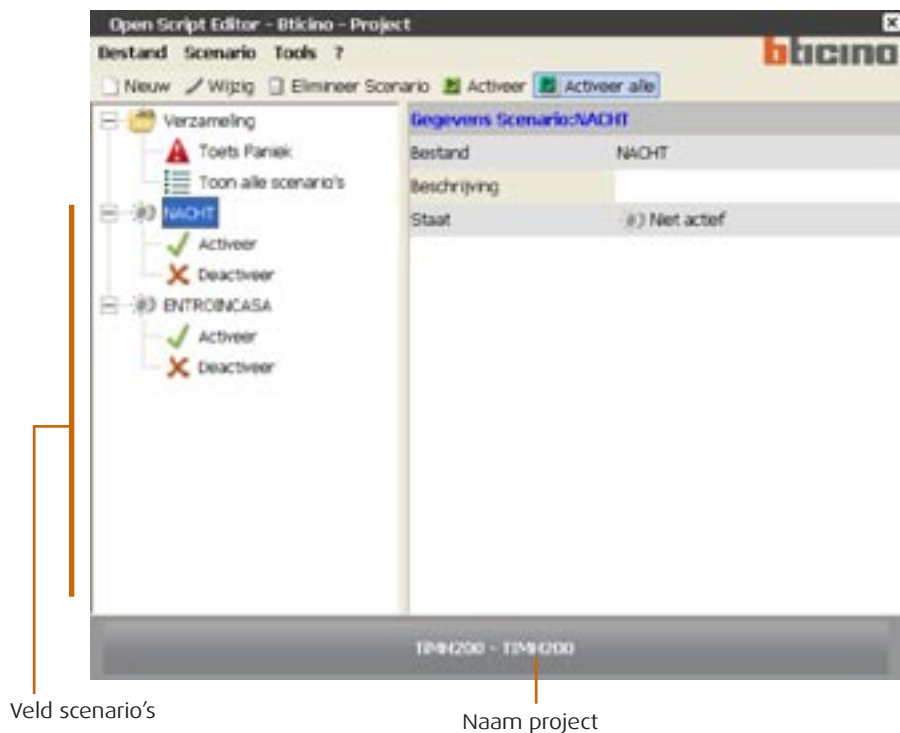 Open Script Editor - Bticino - Project
Bestand Scenario Tools ?
bticino
Nieuw Wijzig Elimineer Scenario Activeer Activeer alle
Verzameling
Toets Paniek
Toon alle scenario's
NACHT
Activeer
Deactiveer
ENTROINCASA
Activeer
Deactiveer
Gegevens Scenario:NACHT
Bestand NACHT
Beschrijving
Staat Niet actief
TiMH200 - TiMH200
Veld scenario's
Naam project